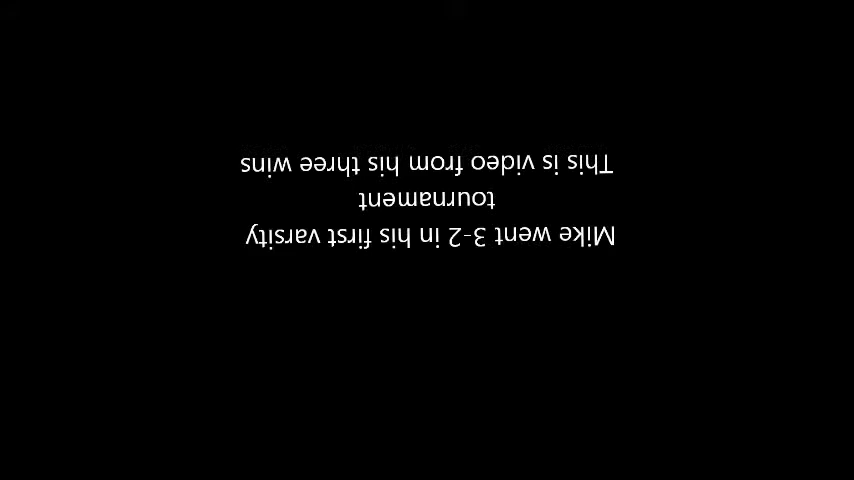 Mike went 3-2 in his first varsity
tournament
This is video from his three wins